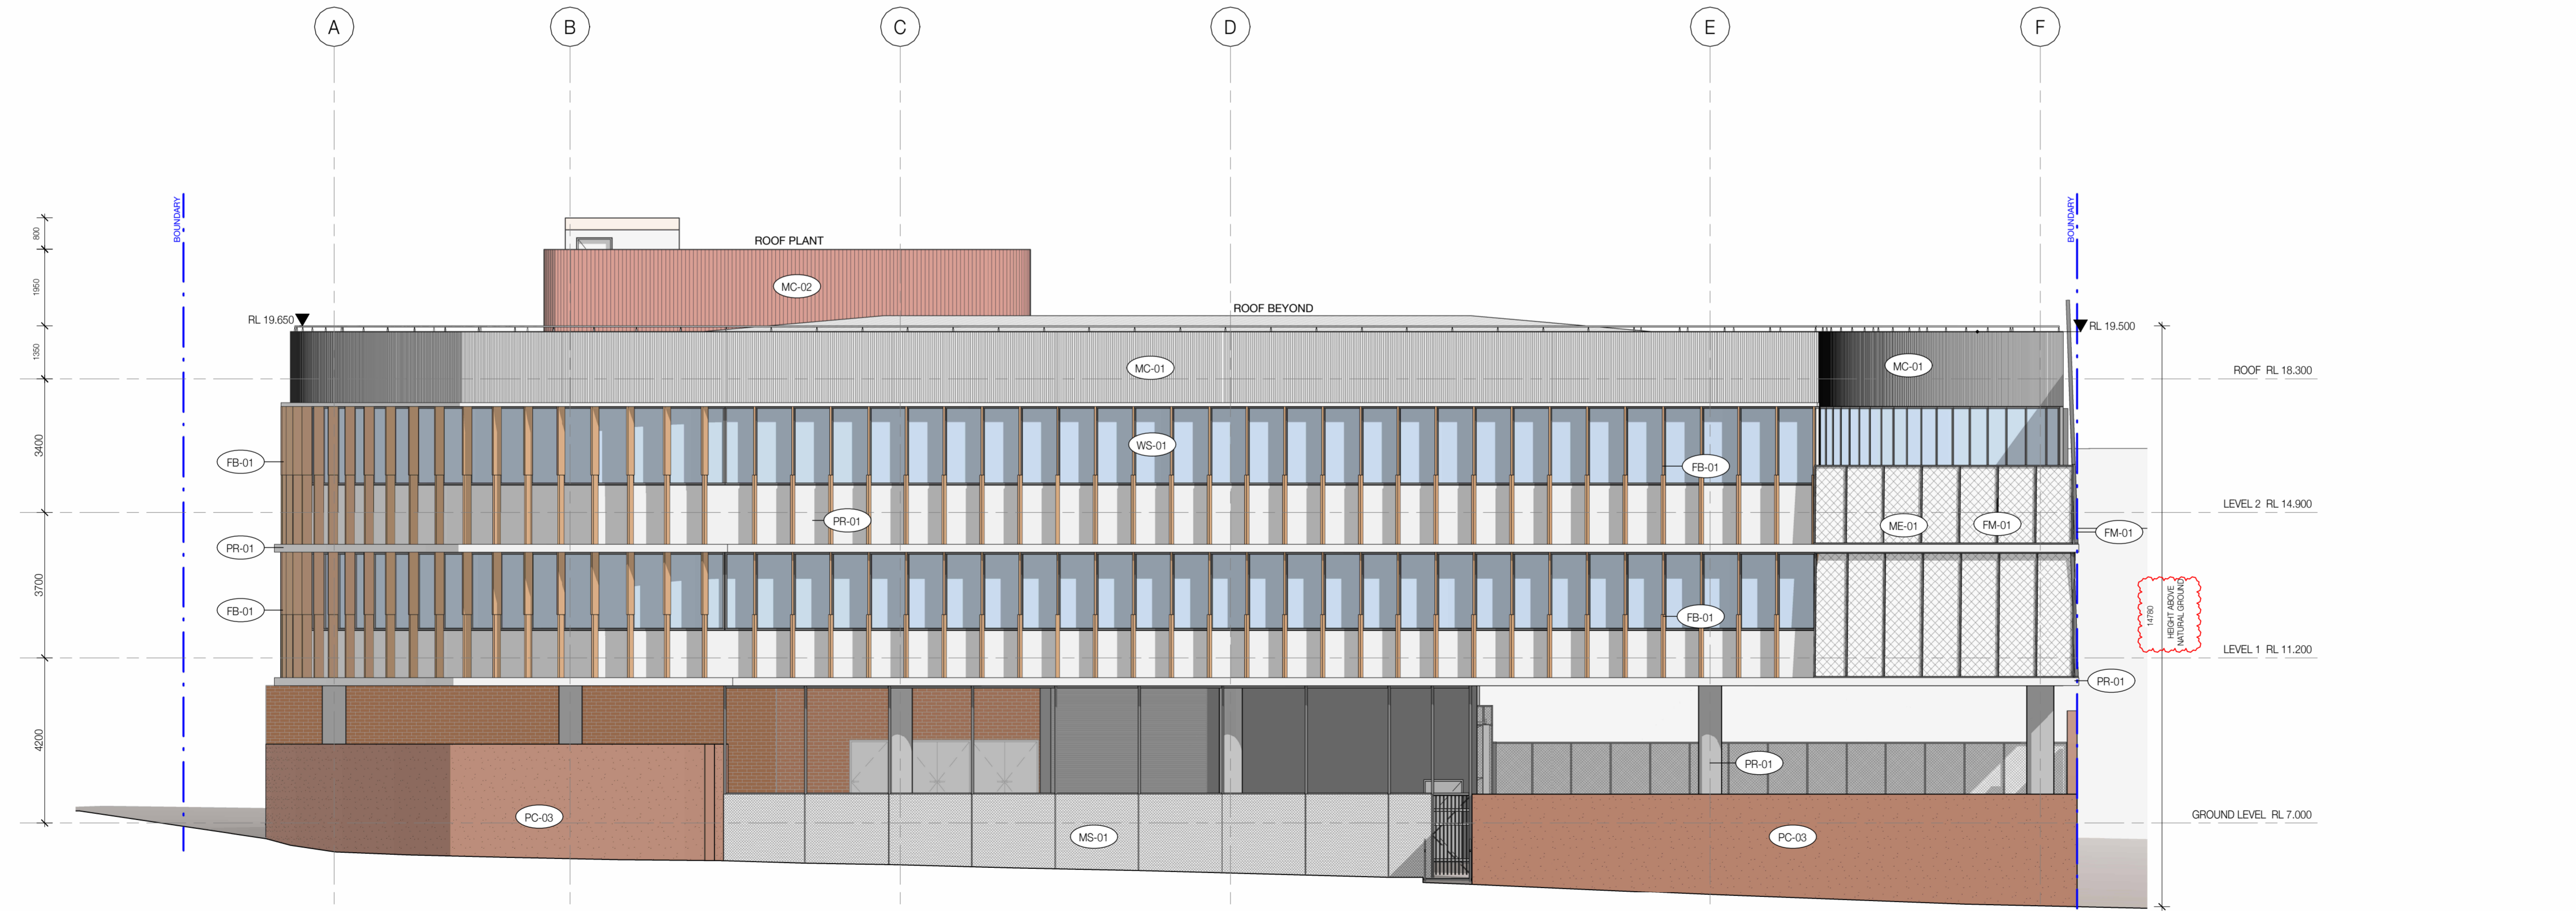 A
B
C
D
E
F
BOUNDARY
BOUNDARY
800
1950
1350
3400
3700
4200
ROOF PLANT
MC-02
ROOF BEYOND
RL 19.650
RL 19.500
MC-01
MC-01
ROOF RL 18.300
WS-01
FB-01
FB-01
LEVEL 2 RL 14.900
PR-01
ME-01
FM-01
FM-01
PR-01
14780
HEIGHT ABOVE
NATURAL GROUND
FB-01
FB-01
LEVEL 1 RL 11.200
PR-01
PR-01
PC-03
MS-01
PC-03
GROUND LEVEL RL 7.000